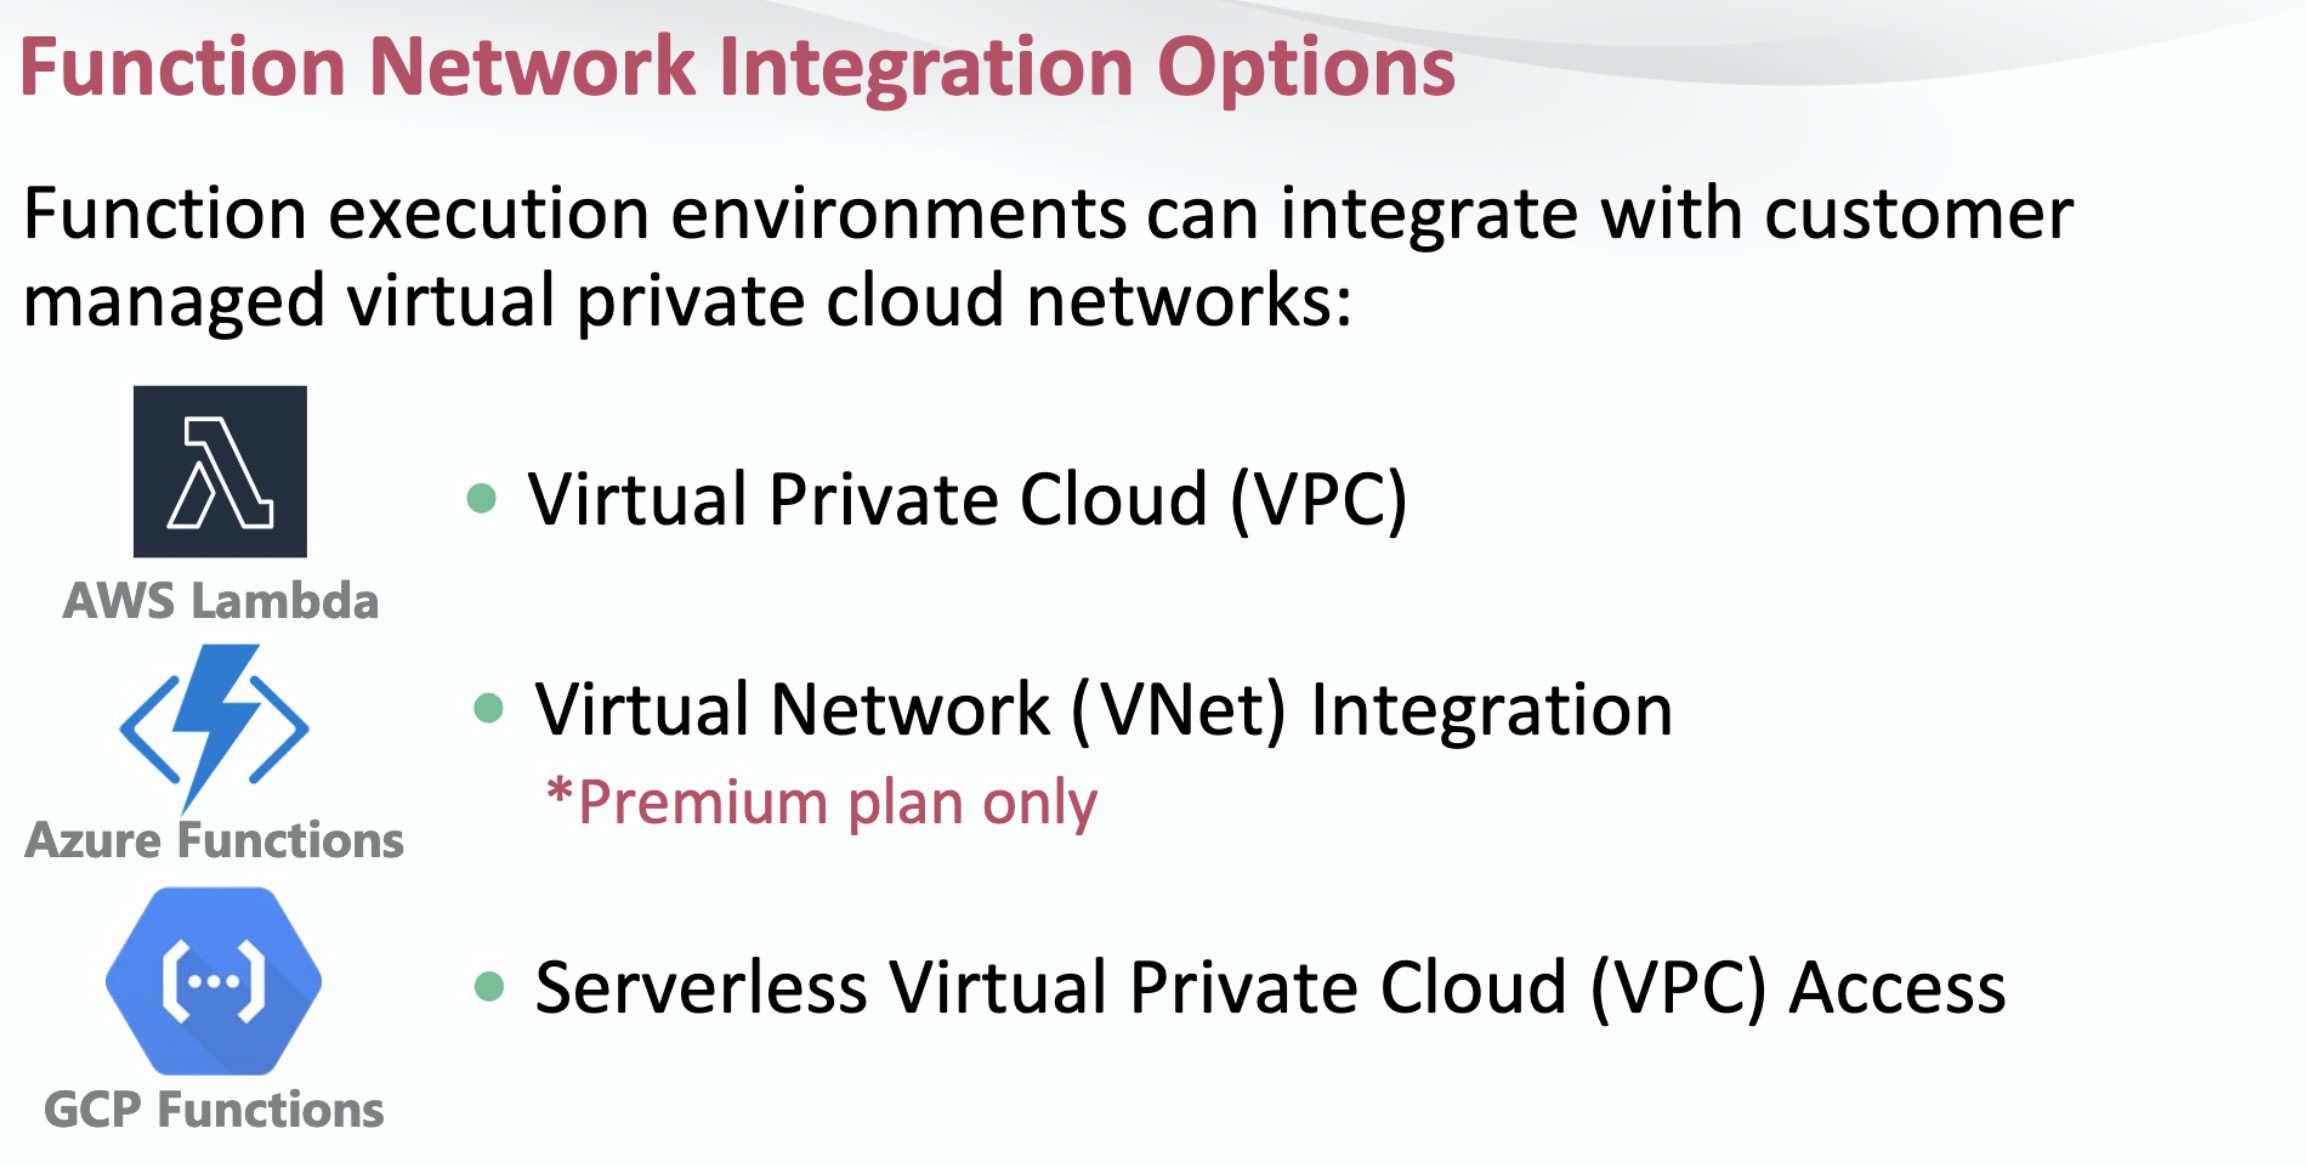 Function Network Integration Options
Function execution environments can integrate with customer
managed virtual private cloud networks:
AWS Lambda
• Virtual Private Cloud (VPC)
Azure Functions
• Virtual Network (VNet) Integration
*Premium plan only
GCP Functions
• Serverless Virtual Private Cloud (VPC) Access